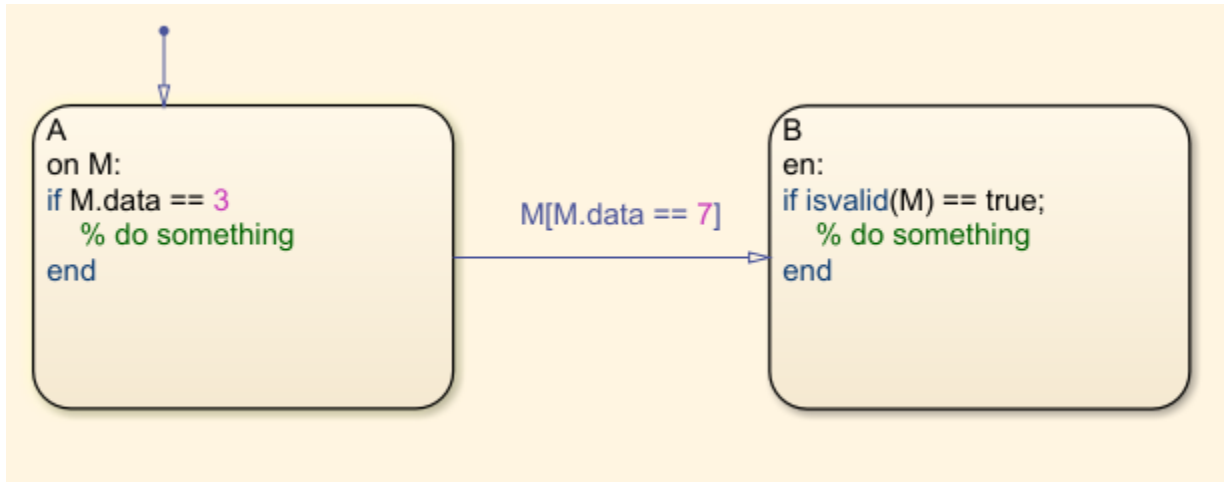 A
on M:
if M.data == 3
% do something
end
M[M.data == 7]
B
en:
if isvalid(M) == true;
% do something
end